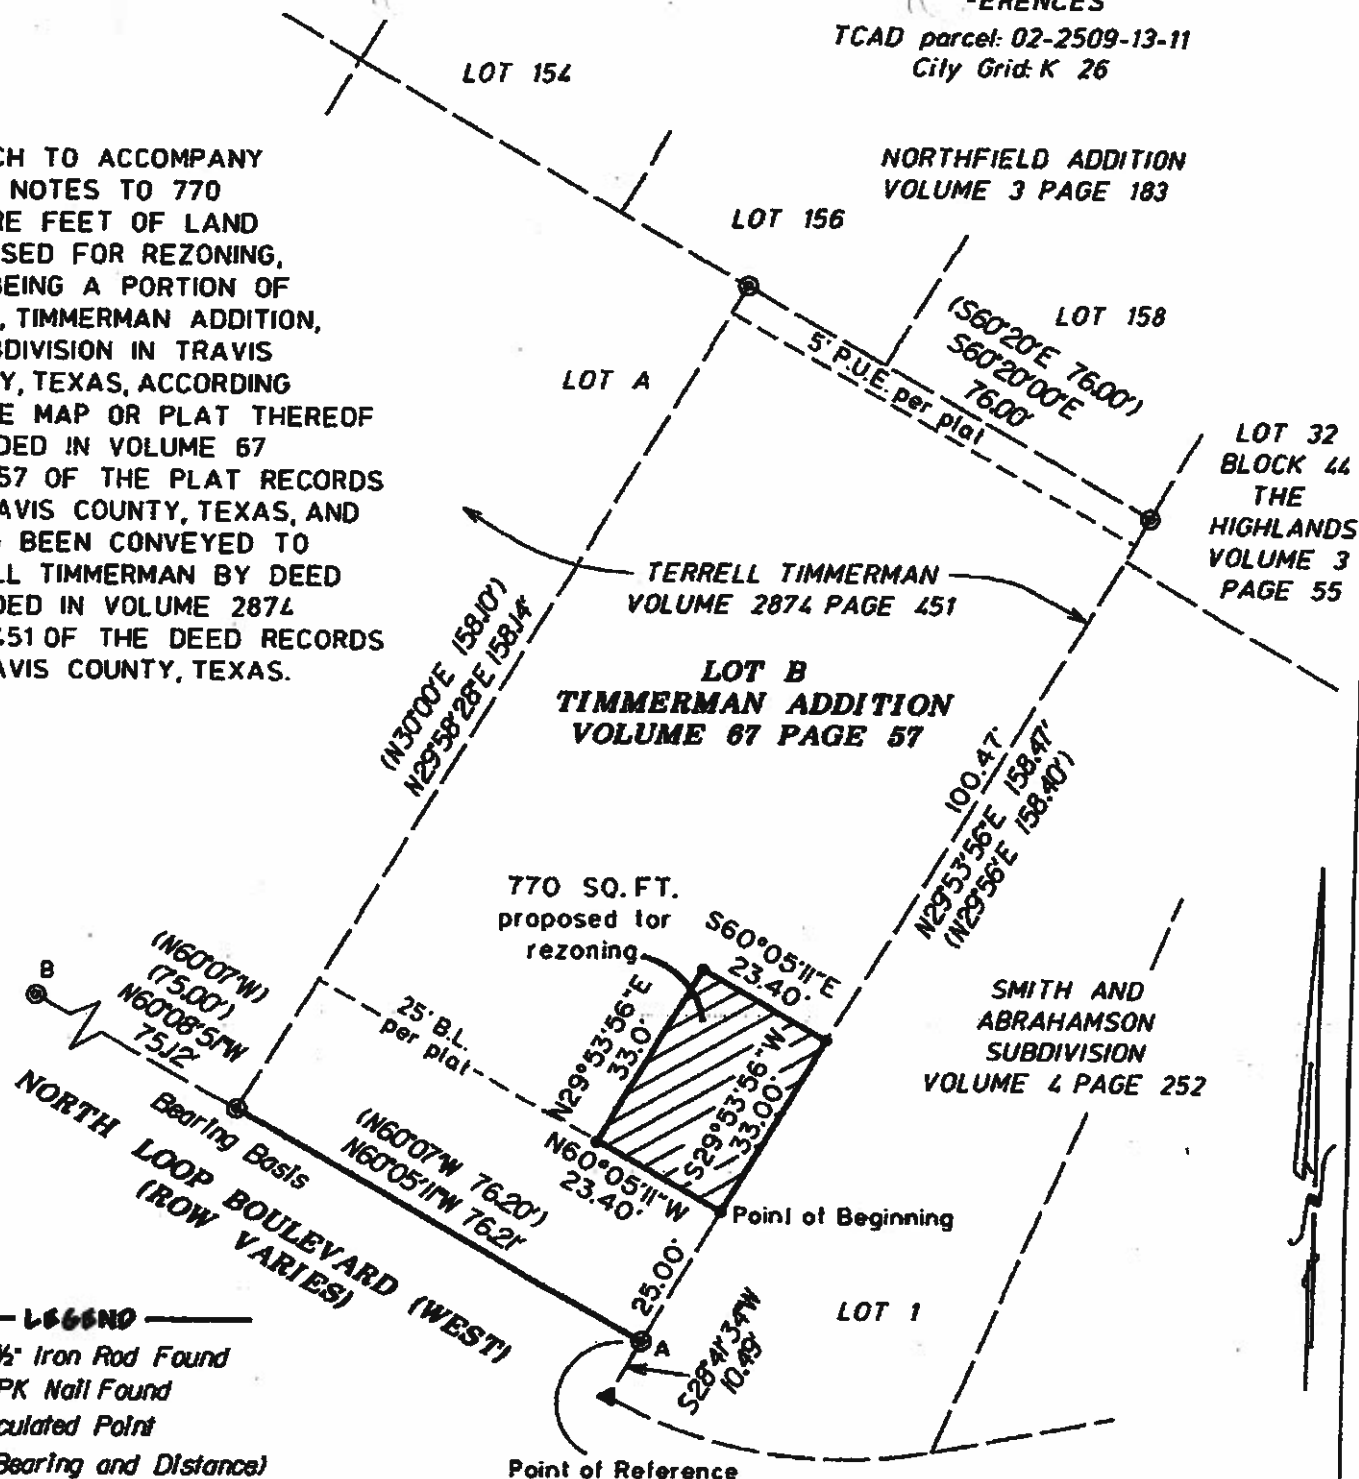 -ERENCES
TCAD parcel: 02-2509-13-11
City Grid: K 26
LOT 154
CH TO ACCOMPANY
NOTES TO 770
RE FEET OF LAND
SED FOR REZONING,
BEING A PORTION OF
, TIMMERMAN ADDITION,
BDIVISION IN TRAVIS
Y, TEXAS, ACCORDING
E MAP OR PLAT THEREOF
DED IN VOLUME 67
57 OF THE PLAT RECORDS
AVIS COUNTY, TEXAS, AND
BEEN CONVEYED TO
LL TIMMERMAN BY DEED
DED IN VOLUME 2874
451 OF THE DEED RECORDS
AVIS COUNTY, TEXAS.
NORTHFIELD ADDITION
VOLUME 3 PAGE 183
LOT 156
LOT 158
(S60°20'E 76.00')
S60°20'00"E
76.00'
5' P.U.E. per plat
LOT A
LOT 32
BLOCK 44
THE
HIGHLANDS
VOLUME 3
PAGE 55
TERRELL TIMMERMAN
VOLUME 2874 PAGE 451
(N30°00'E 158.10')
N29°58'28"E 158.14'
LOT B
TIMMERMAN ADDITION
VOLUME 67 PAGE 57
100.47'
N29°53'56"E 158.47'
(N29°56'E 158.40')
770 SQ. FT.
proposed for
rezoning
S60°05'11"E
23.40'
N29°53'56"E
33.0'
S29°53'56"W
33.00'
N60°05'11"W
23.40'
25' B.L.
per plat
B
(N60°07'W)
(75.00')
N60°08'51"W
75.12'
Bearing Basis
(N60°07'W 76.20')
N60°05'11"W 76.21'
NORTH LOOP BOULEVARD (WEST)
(ROW VARIES)
SMITH AND
ABRAHAMSON
SUBDIVISION
VOLUME 4 PAGE 252
Point of Beginning
25.00'
A
S28°41'34"W
10.49'
LOT 1
Point of Reference
LEGEND
½" Iron Rod Found
PK Nail Found
culated Point
Bearing and Distance)